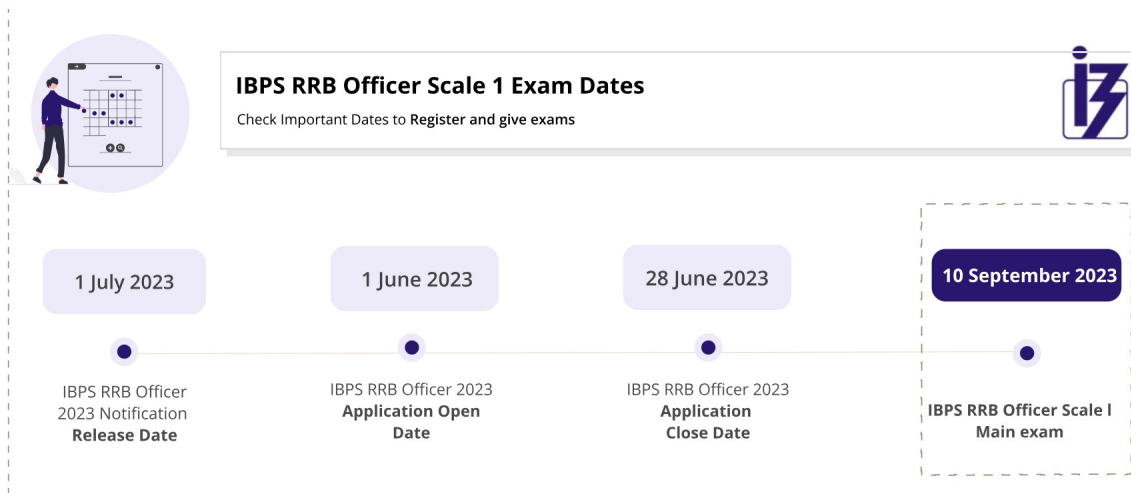 IBPS RRB Officer Scale 1 Exam Dates
Check Important Dates to Register and give exams
1 July 2023
1 June 2023
28 June 2023
10 September 2023
IBPS RRB Officer
2023 Notification
Release Date
IBPS RRB Officer 2023
Application Open
Date
IBPS RRB Officer 2023
Application
Close Date
IBPS RRB Officer Scale l
Main exam